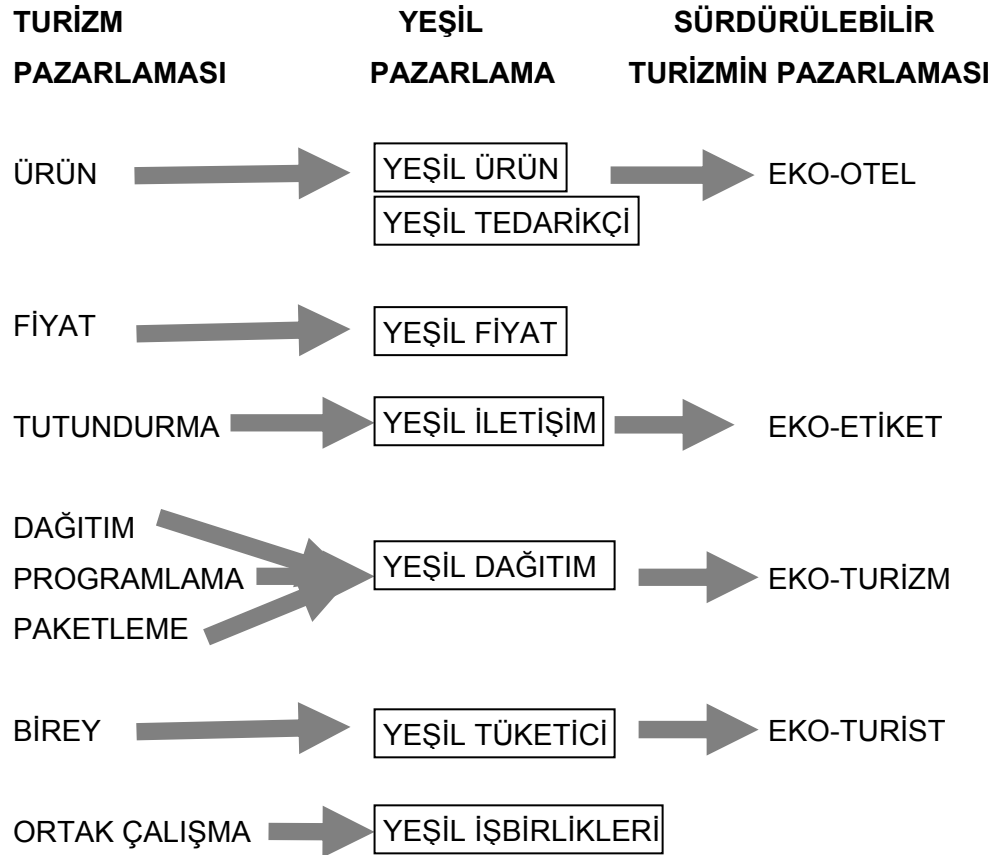 TURİZM YEŞİL SÜRDÜRÜLEBİLİR
PAZARLAMASI PAZARLAMA TURİZMİN PAZARLAMASI
ÜRÜN YEŞİL ÜRÜN EKO-OTEL
YEŞİL TEDARİKÇİ
FİYAT YEŞİL FİYAT
TUTUNDURMA YEŞİL İLETİŞİM EKO-ETİKET
DAĞITIM
PROGRAMLAMA YEŞİL DAĞITIM EKO-TURİZM
PAKETLEME
BİREY YEŞİL TÜKETİCİ EKO-TURİST
ORTAK ÇALIŞMA YEŞİL İŞBİRLİKLERİ